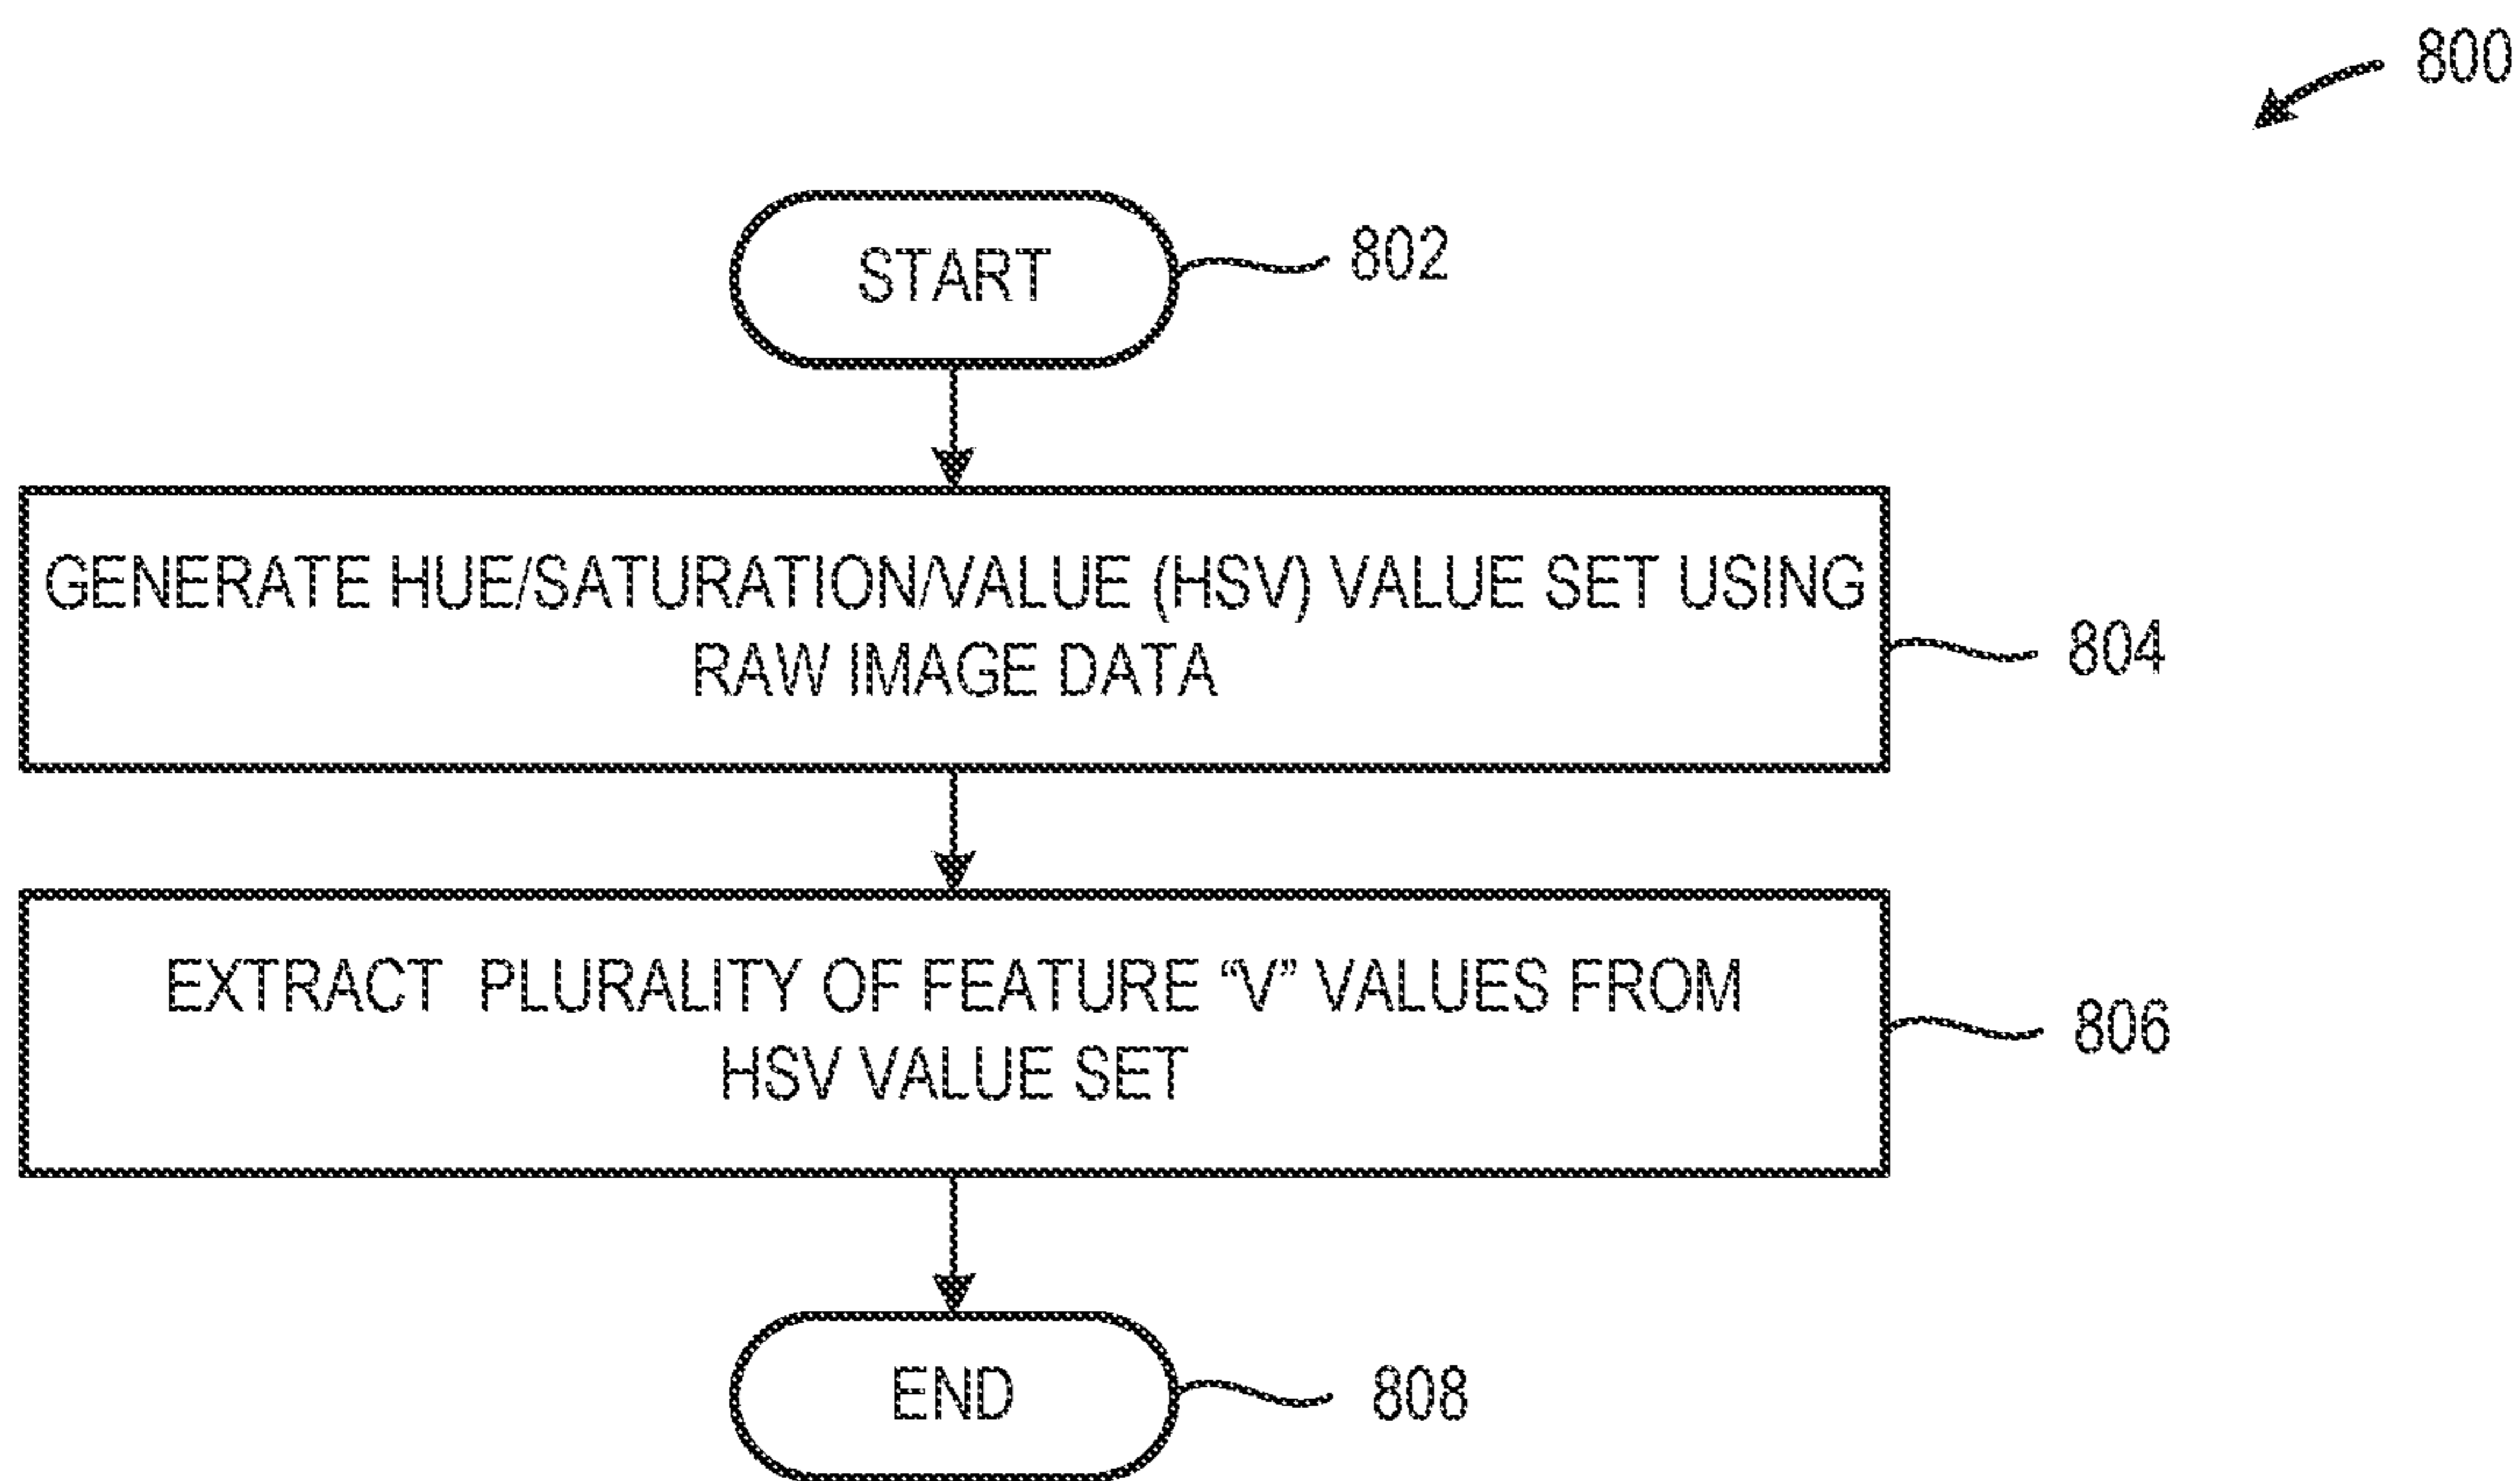 800
START
802
GENERATE HUE/SATURATION/VALUE (HSV) VALUE SET USING
RAW IMAGE DATA
804
EXTRACT PLURALITY OF FEATURE “V” VALUES FROM
HSV VALUE SET
806
END
808